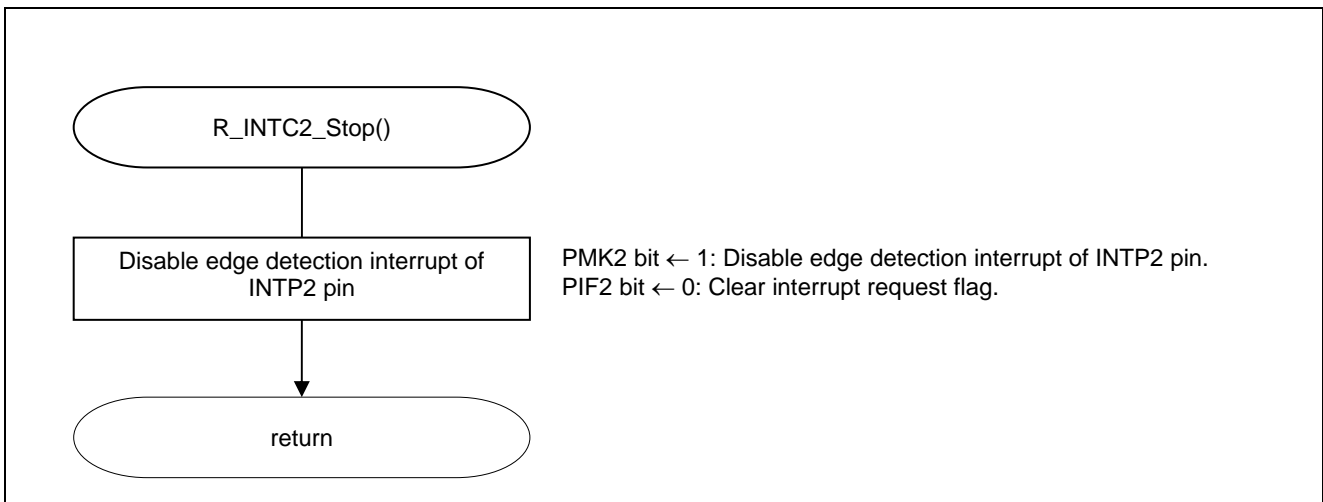 R_INTC2_Stop()
Disable edge detection interrupt of
INTP2 pin
PMK2 bit ← 1: Disable edge detection interrupt of INTP2 pin.
PIF2 bit ← 0: Clear interrupt request flag.
return